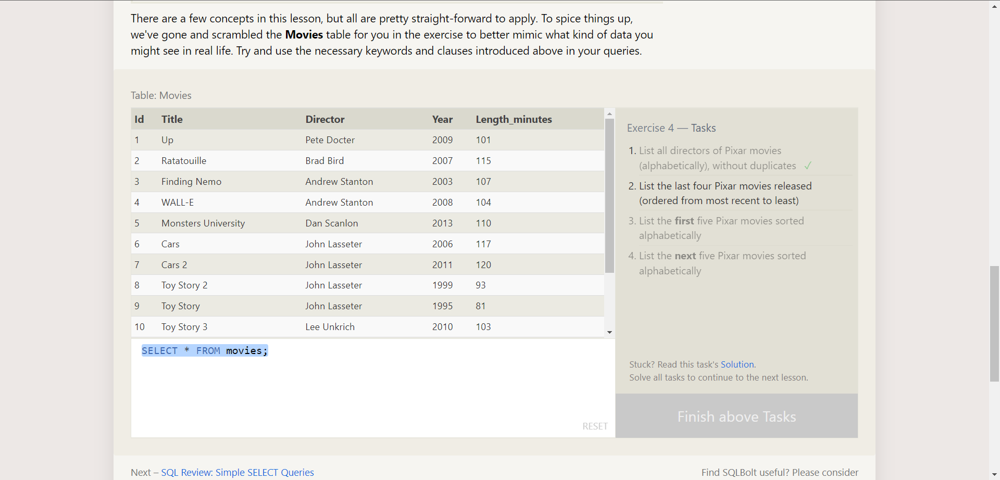 There are a few concepts in this lesson, but all are pretty straight-forward to apply. To spice things up,
we've gone and scrambled the Movies table for you in the exercise to better mimic what kind of data you
might see in real life. Try and use the necessary keywords and clauses introduced above in your queries.
Table: Movies
Id Title Director Year Length_minutes
1 Up Pete Docter 2009 101
2 Ratatouille Brad Bird 2007 115
3 Finding Nemo Andrew Stanton 2003 107
4 WALL-E Andrew Stanton 2008 104
5 Monsters University Dan Scanlon 2013 110
6 Cars John Lasseter 2006 117
7 Cars 2 John Lasseter 2011 120
8 Toy Story 2 John Lasseter 1999 93
9 Toy Story John Lasseter 1995 81
10 Toy Story 3 Lee Unkrich 2010 103
SELECT * FROM movies;
RESET
Exercise 4 — Tasks
1. List all directors of Pixar movies
(alphabetically), without duplicates ✓
2. List the last four Pixar movies released
(ordered from most recent to least)
3. List the first five Pixar movies sorted
alphabetically
4. List the next five Pixar movies sorted
alphabetically
Stuck? Read this task's Solution.
Solve all tasks to continue to the next lesson.
Finish above Tasks
Next – SQL Review: Simple SELECT Queries
Find SQLBolt useful? Please consider